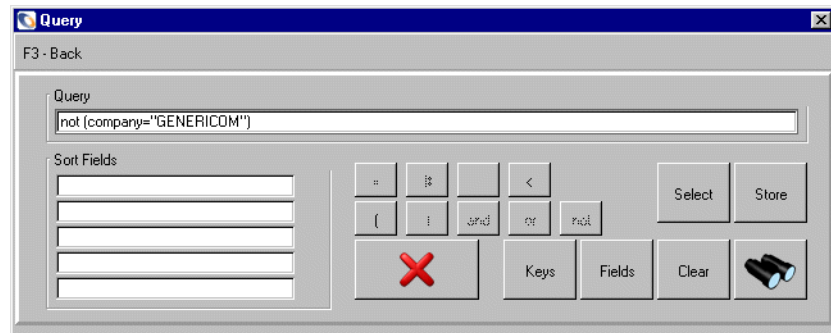 Query
F3 - Back
Query
not (company="GENERICOM")
Sort Fields
= <
( and or not
Select Store
Keys Fields Clear